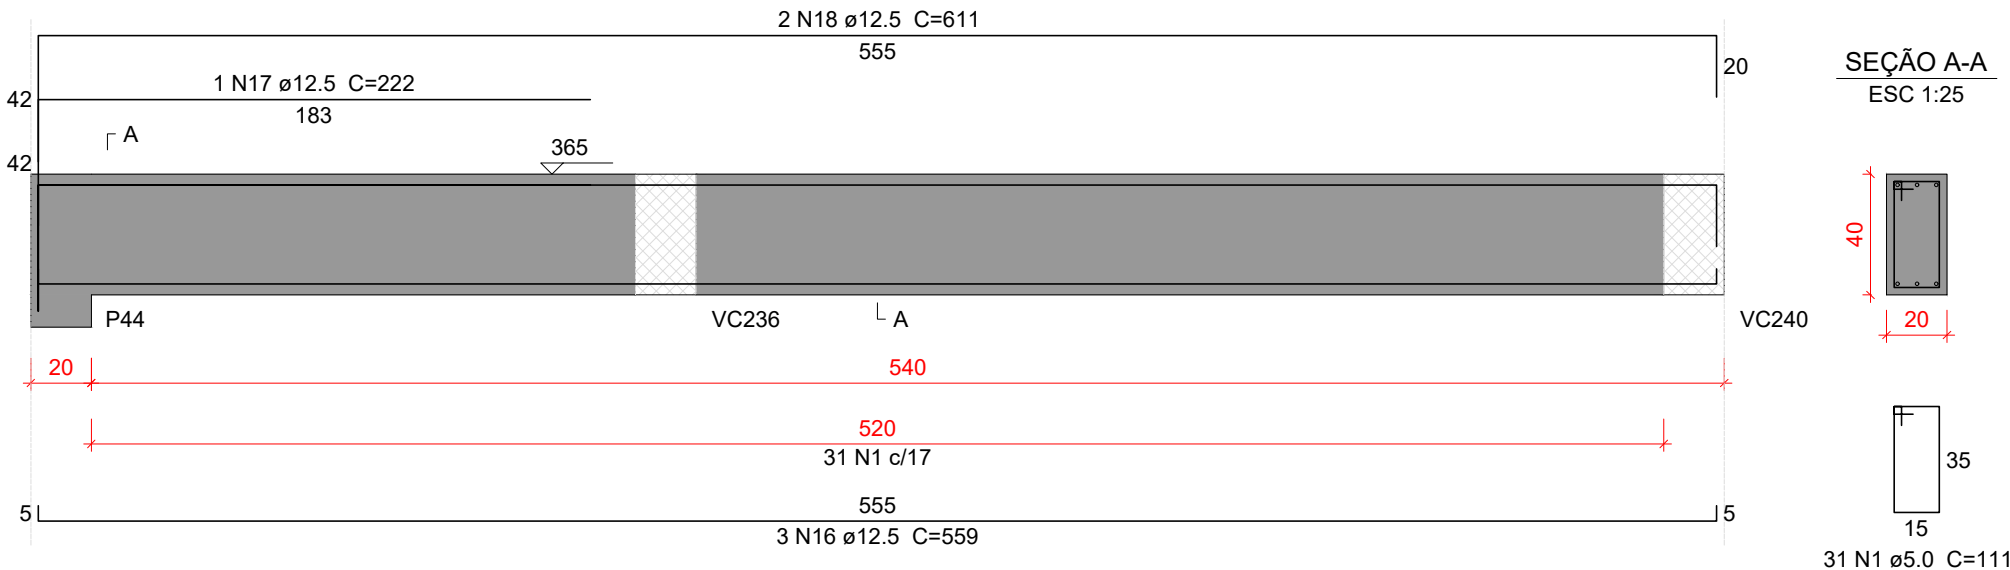 2 N18 ø12.5 C=611
555
20
1 N17 ø12.5 C=222
183
42
42
A
365
P44
VC236
A
VC240
20
540
520
31 N1 c/17
5
555
5
3 N16 ø12.5 C=559
SEÇÃO A-A
ESC 1:25
40
20
35
15
31 N1 ø5.0 C=111